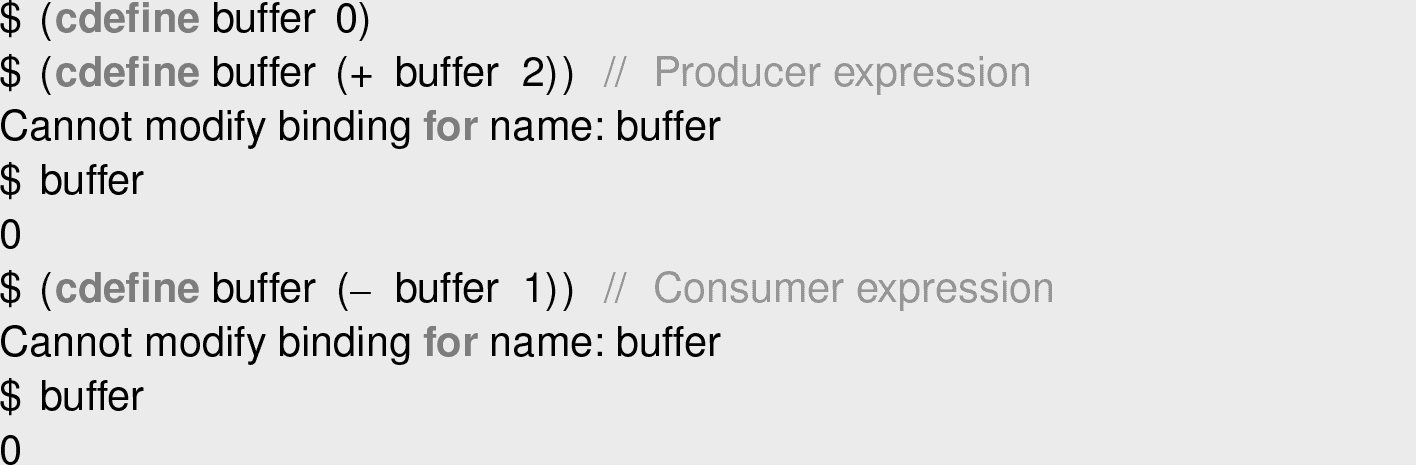 $ (cdefine buffer 0)
$ (cdefine buffer (+ buffer 2)) // Producer expression
Cannot modify binding for name: buffer
$ buffer
0
$ (cdefine buffer (− buffer 1)) // Consumer expression
Cannot modify binding for name: buffer
$ buffer
0